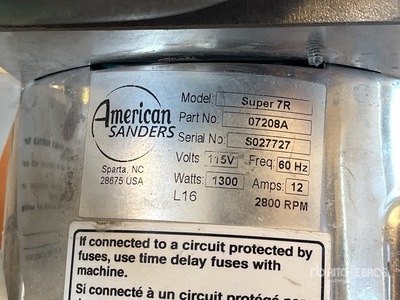 American
SANDERS
Sparta, NC
28675 USA
Model: Super 7R
Part No: 07208A
Serial No: S027727
Volts 115V Freq: 60 Hz
Watts: 1300 Amps: 12
L16 2800 RPM
If connected to a circuit protected by
fuses, use time delay fuses with
machine.
Si connecté à un circuit protégé par
RITCHIE BROS